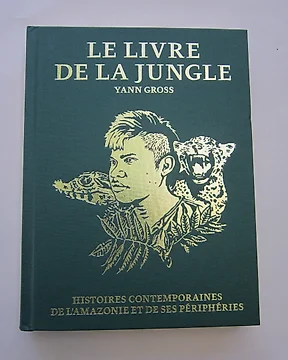 LE LIVRE
DE LA JUNGLE
YANN GROSS
HISTOIRES CONTEMPORAINES
DE L'AMAZONIE ET DE SES PÉRIPHÉRIES